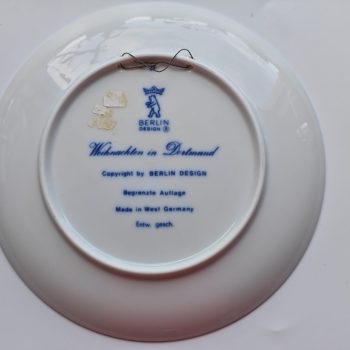 BERLIN
DESIGN ®
Weihnachten in Dortmund
Copyright by BERLIN DESIGN
Begrenzte Auflage
Made in West Germany
Entw. gesch.